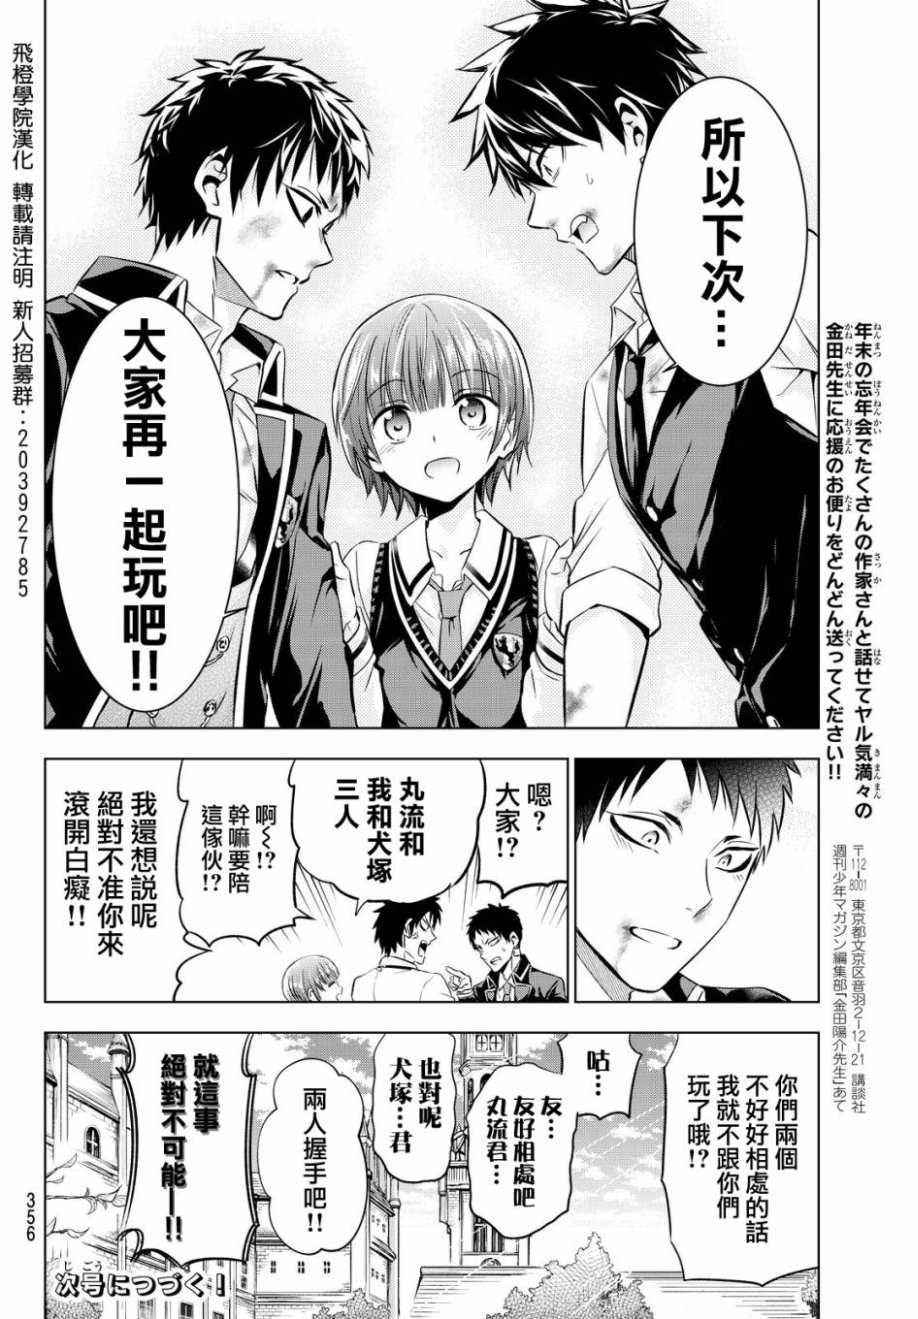 年末の忘年会でたくさんの作家さんと話せてヤル気満々の
金田先生に応援のお便りをどんどん送ってください!!
〒112-8001 東京都文京区音羽2-12-21 講談社
週刊少年マガジン編集部「金田陽介先生」あて
所以下次…
大家再一起玩吧!!
飛橙學院漢化 轉載請注明 新人招募群:20392785
嗯?
大家!?
丸流和
我和犬塚
三人
啊~!?
幹嘛要陪
這傢伙!?
我還想說呢
絕對不准你來
滾開白癡!!
你們兩個
不好好相處的話
我就不跟你們
玩了哦!?
咕…
友…
友好相處吧
丸流君…
也對呢
犬塚…君
兩人握手吧!!
就這事
絕對不可能—!!
次号につづく!
356